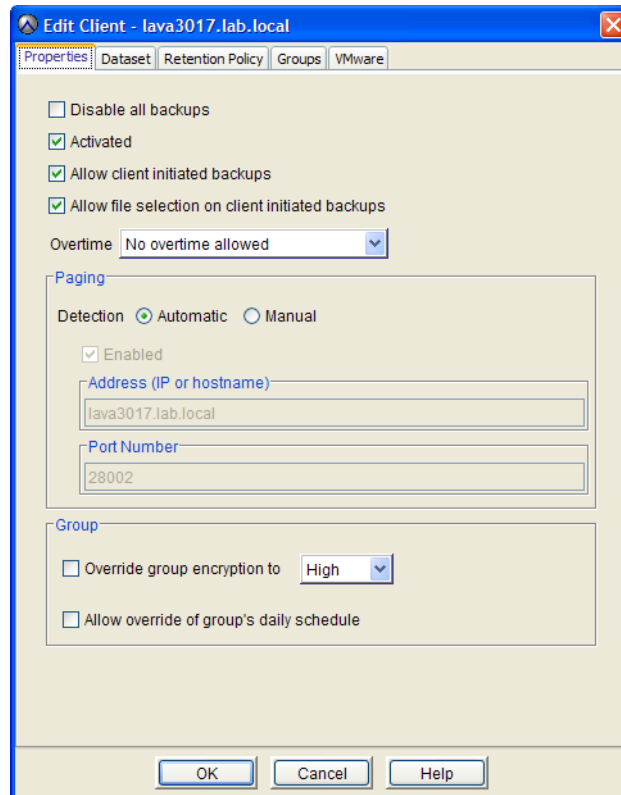 Edit Client - lava3017.lab.local
Properties Dataset Retention Policy Groups VMware
Disable all backups
Activated
Allow client initiated backups
Allow file selection on client initiated backups
Overtime No overtime allowed
Paging
Detection Automatic Manual
Enabled
Address (IP or hostname)
lava3017.lab.local
Port Number
28002
Group
Override group encryption to High
Allow override of group's daily schedule
OK Cancel Help